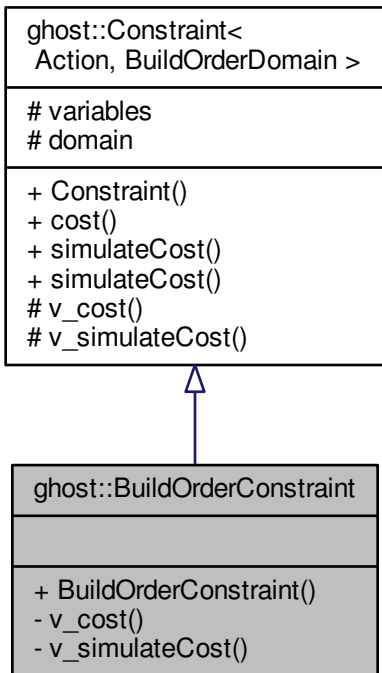 ghost::Constraint<
Action, BuildOrderDomain >
# variables
# domain
+ Constraint()
+ cost()
+ simulateCost()
+ simulateCost()
# v_cost()
# v_simulateCost()
ghost::BuildOrderConstraint
+ BuildOrderConstraint()
- v_cost()
- v_simulateCost()